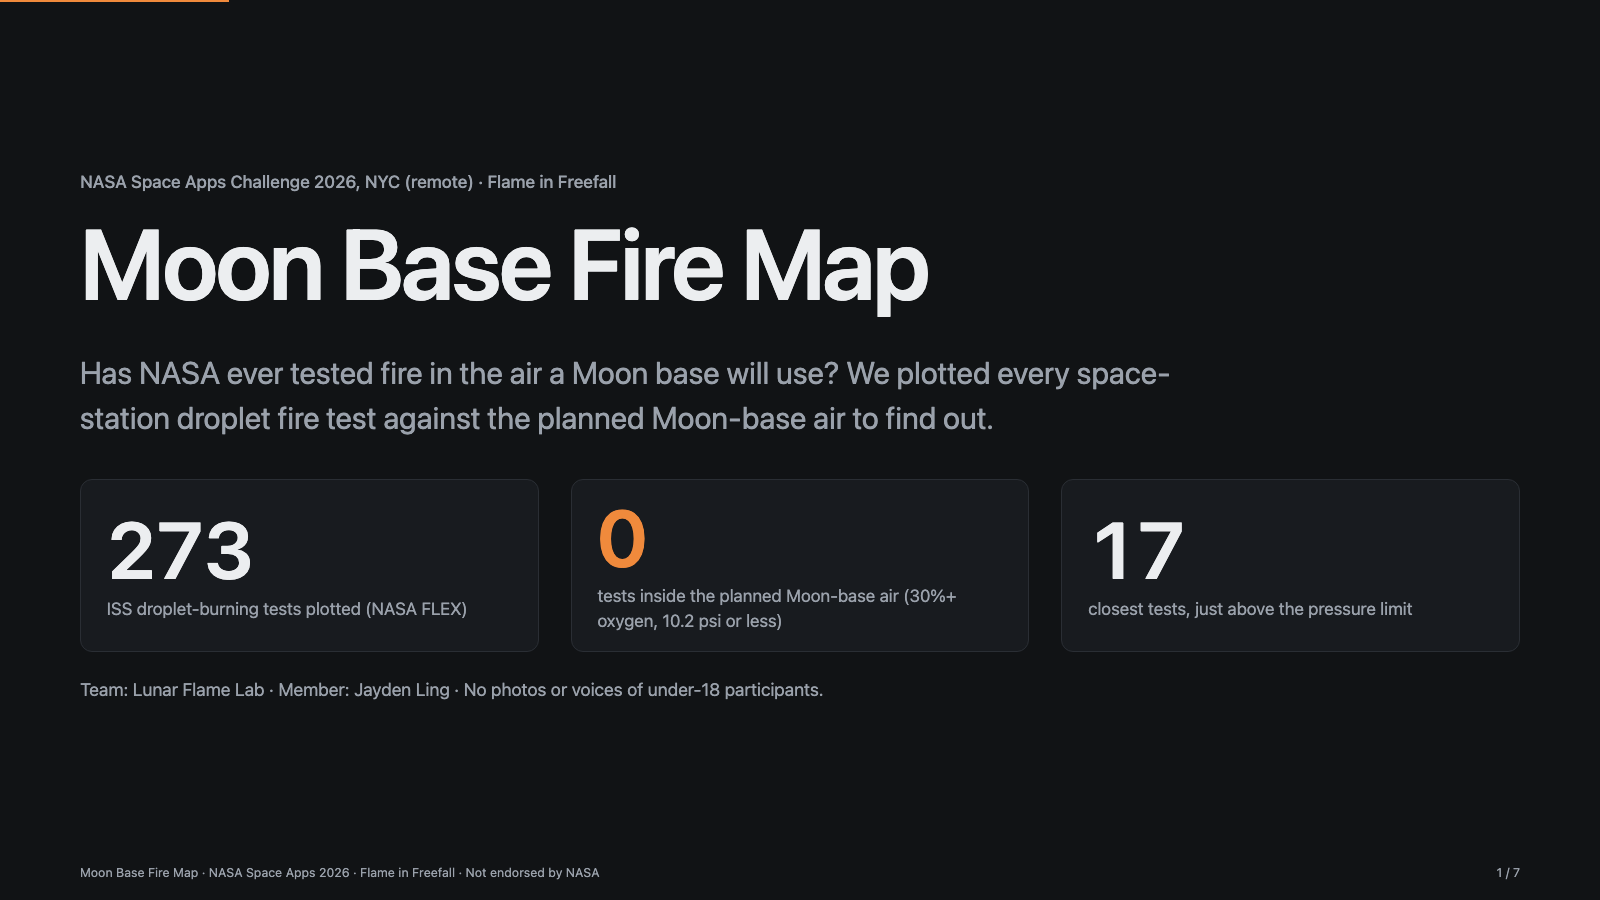 NASA Space Apps Challenge 2026, NYC (remote) · Flame in Freefall
Moon Base Fire Map
Has NASA ever tested fire in the air a Moon base will use? We plotted every space-
station droplet fire test against the planned Moon-base air to find out.
273
ISS droplet-burning tests plotted (NASA FLEX)
0
tests inside the planned Moon-base air (30%+
oxygen, 10.2 psi or less)
17
closest tests, just above the pressure limit
Team: Lunar Flame Lab · Member: Jayden Ling · No photos or voices of under-18 participants.
Moon Base Fire Map · NASA Space Apps 2026 · Flame in Freefall · Not endorsed by NASA
1 / 7